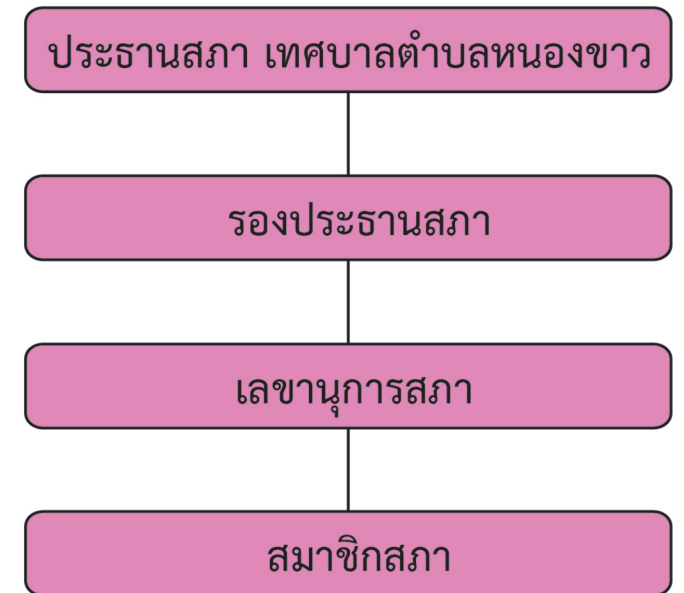 ประธานสภา เทศบาลตำบลหนองขาว
รองประธานสภา
เลขานุการสภา
สมาชิกสภา